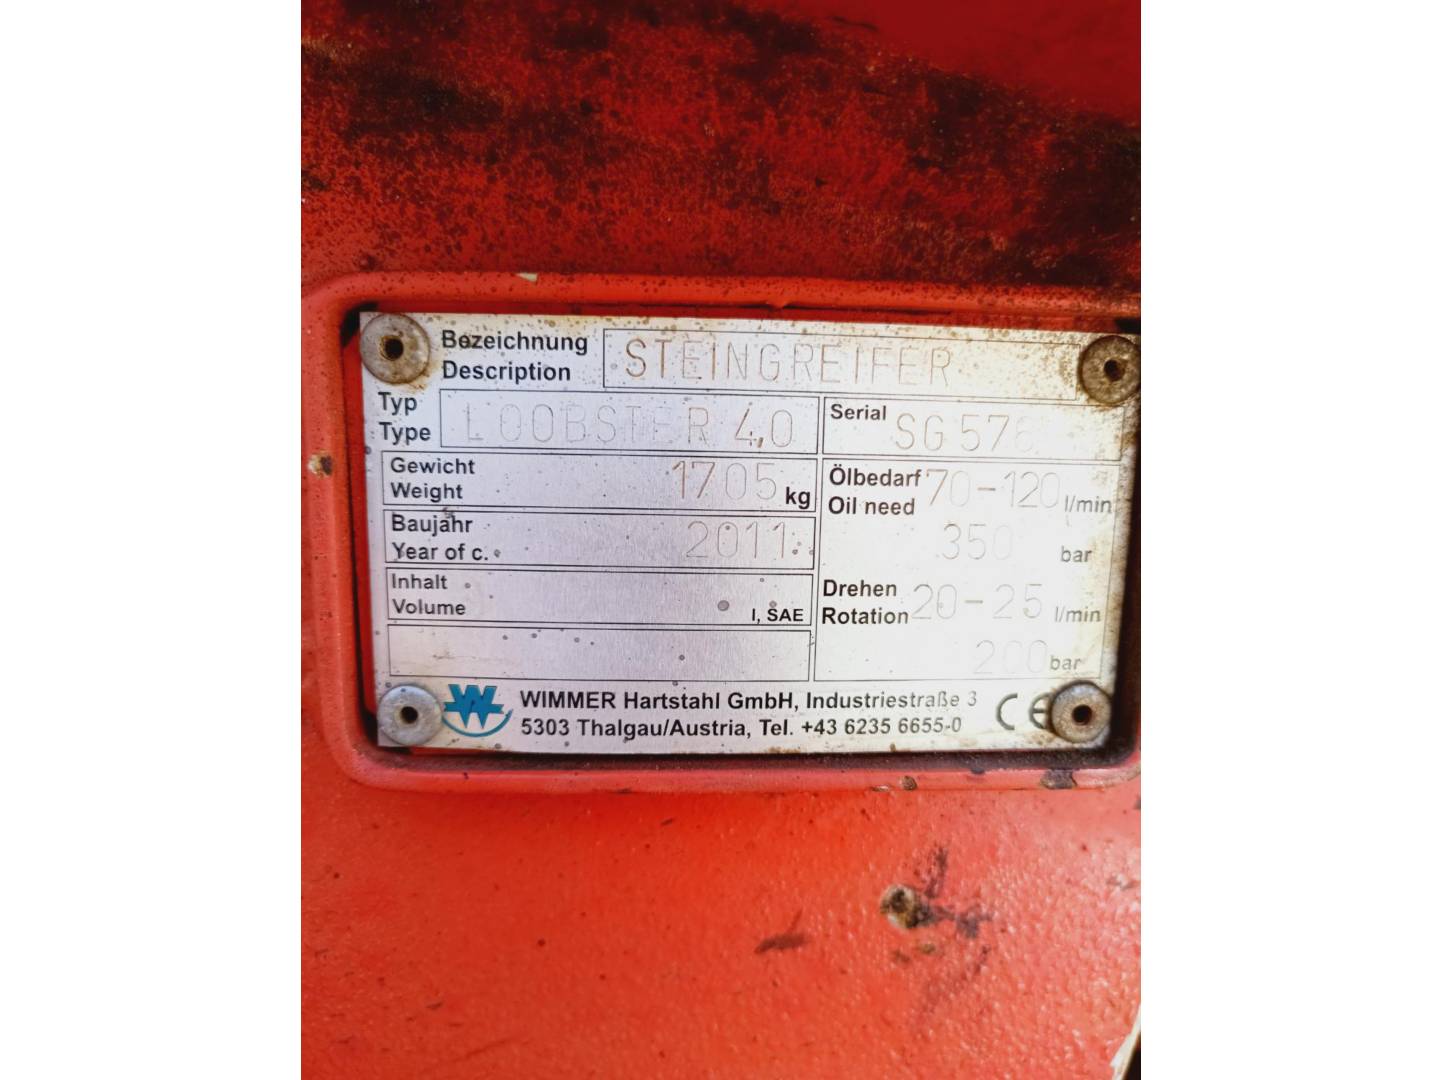 Bezeichnung
Description
STEINGREIFER
Typ
Type
LOOBSTER 4,0
Serial
SG 576
Gewicht
Weight
1705 kg
Ölbedarf
Oil need
70-120 l/min
350 bar
Baujahr
Year of c.
2011
Inhalt
Volume
l, SAE
Drehen
Rotation
20-25 l/min
200 bar
WIMMER Hartstahl GmbH, Industriestraße 3
5303 Thalgau/Austria, Tel. +43 6235 6655-0
CE